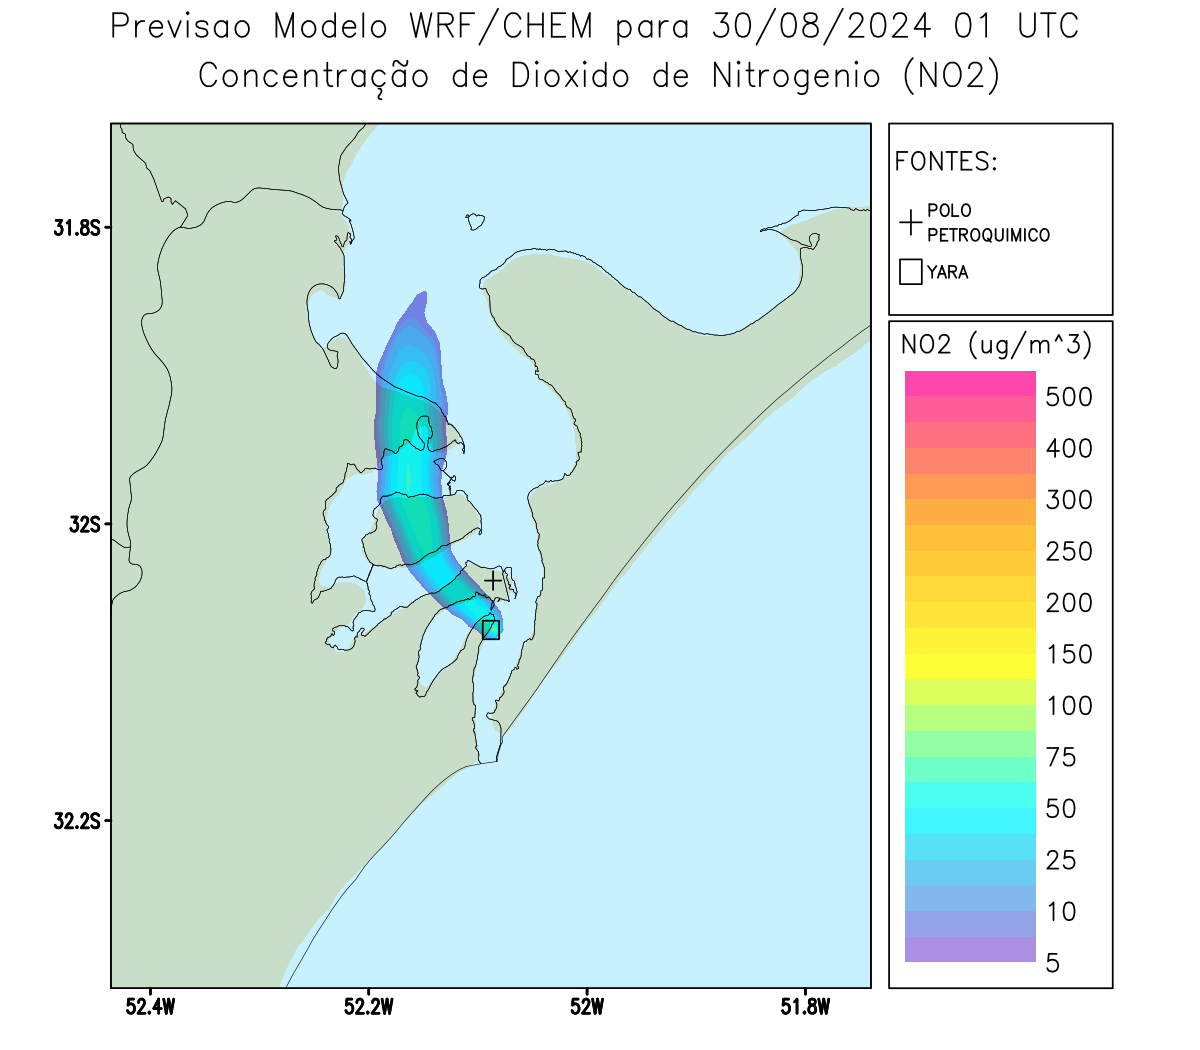 Previsao Modelo WRF/CHEM para 30/08/2024 01 UTC
Concentração de Dioxido de Nitrogenio (NO2)
FONTES:
POLO
PETROQUIMICO
YARA
31.8S
32S
32.2S
52.4W
52.2W
52W
51.8W
NO2 (ug/m^3)
500
400
300
250
200
150
100
75
50
25
10
5